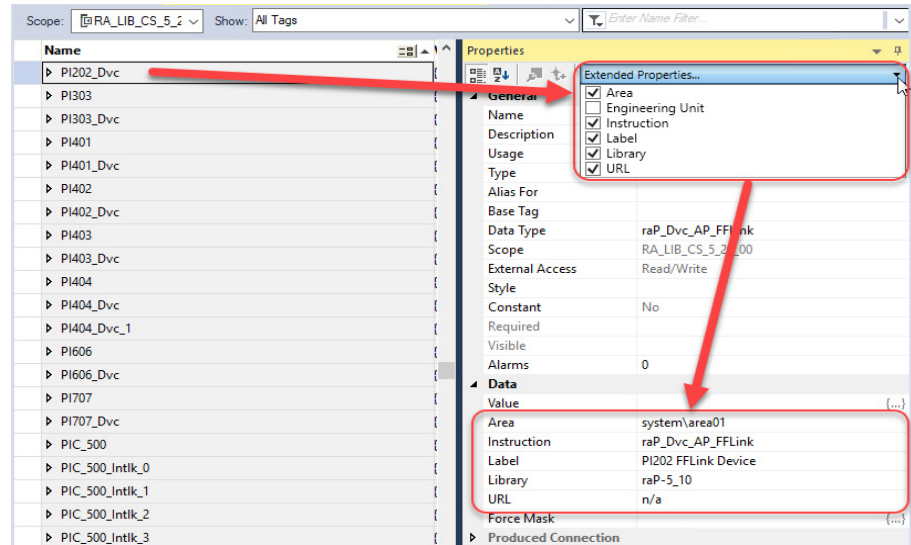 Scope: RA_LIB_CS_5_2 Show: All Tags Enter Name Filter...
Name
PI202_Dvc
PI303
PI303_Dvc
PI401
PI401_Dvc
PI402
PI402_Dvc
PI403
PI403_Dvc
PI404
PI404_Dvc
PI404_Dvc_1
PI606
PI606_Dvc
PI707
PI707_Dvc
PIC_500
PIC_500_Intlk_0
PIC_500_Intlk_1
PIC_500_Intlk_2
PIC_500_Intlk_3
Properties
Extended Properties...
Area
Engineering Unit
Instruction
Label
Library
URL
General
Name
Description
Usage
Type
Alias For
Base Tag
Data Type raP_Dvc_AP_FFLink
Scope RA_LIB_CS_5_20_00
External Access Read/Write
Style
Constant No
Required
Visible
Alarms 0
Data
Value {...}
Area system\area01
Instruction raP_Dvc_AP_FFLink
Label PI202 FFLink Device
Library raP-5_10
URL n/a
Force Mask {...}
Produced Connection